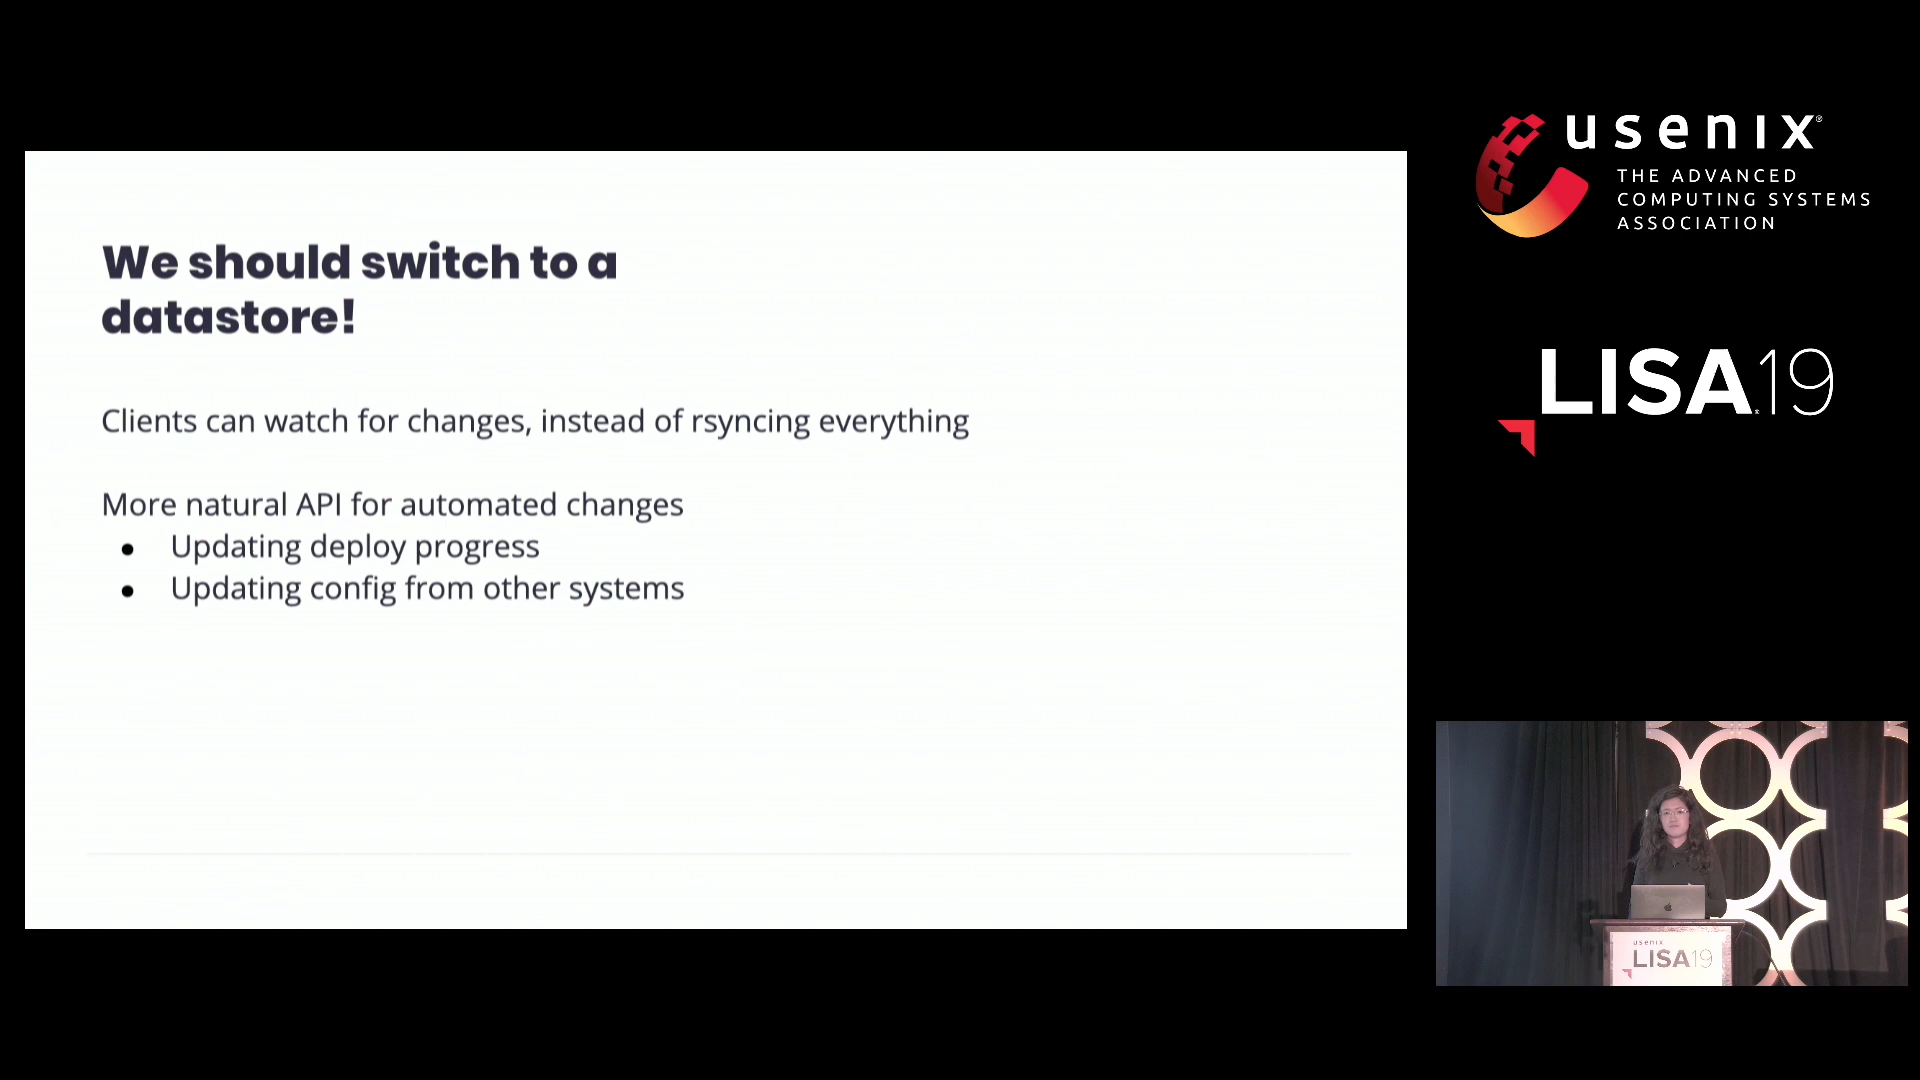 We should switch to a
datastore!
Clients can watch for changes, instead of rsyncing everything
More natural API for automated changes
● Updating deploy progress
● Updating config from other systems
usenix®
THE ADVANCED
COMPUTING SYSTEMS
ASSOCIATION
LISA19
usenix
LISA19